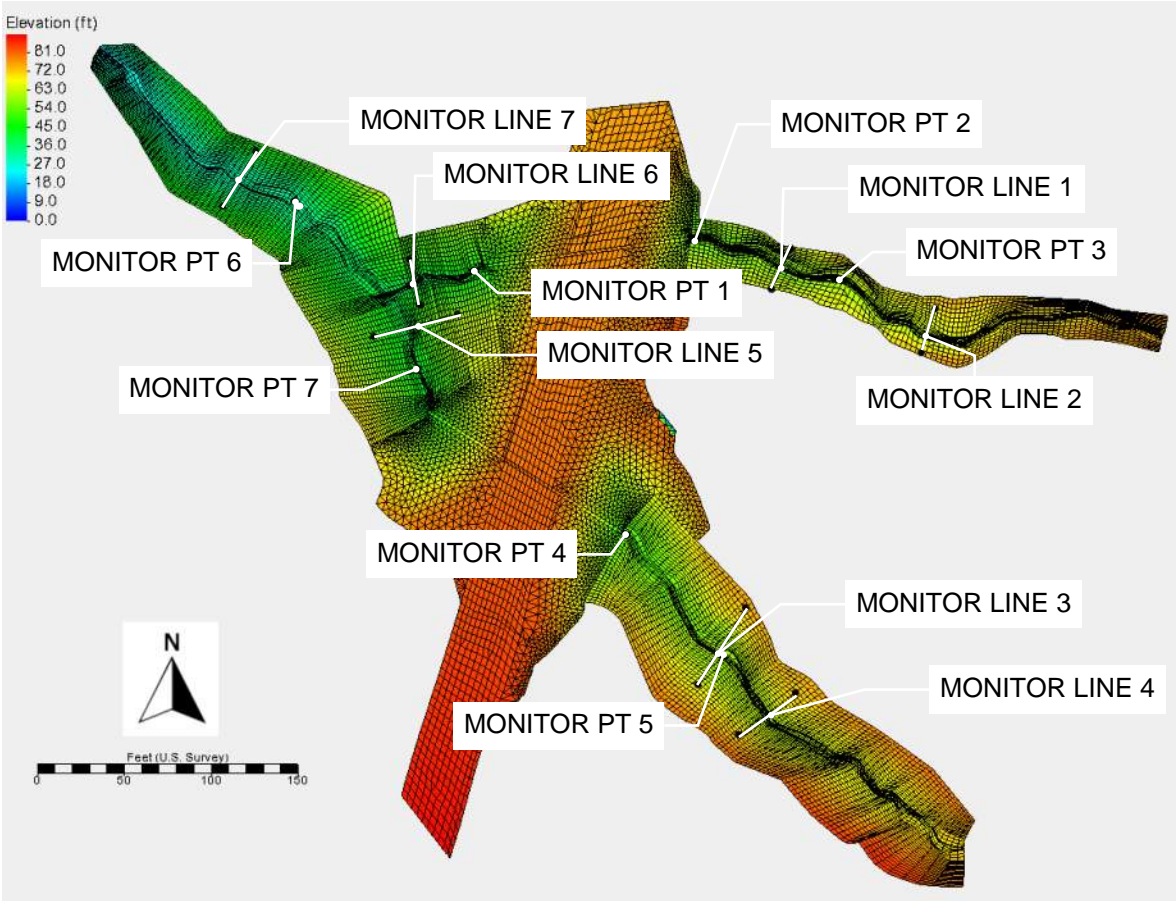 Elevation (ft)
81.0
72.0
63.0
54.0
45.0
36.0
27.0
18.0
9.0
0.0
MONITOR LINE 7
MONITOR PT 2
MONITOR LINE 6
MONITOR LINE 1
MONITOR PT 3
MONITOR PT 6
MONITOR PT 1
MONITOR LINE 5
MONITOR PT 7
MONITOR LINE 2
MONITOR PT 4
MONITOR LINE 3
MONITOR LINE 4
MONITOR PT 5
N
Feet (U.S. Survey)
0 50 100 150